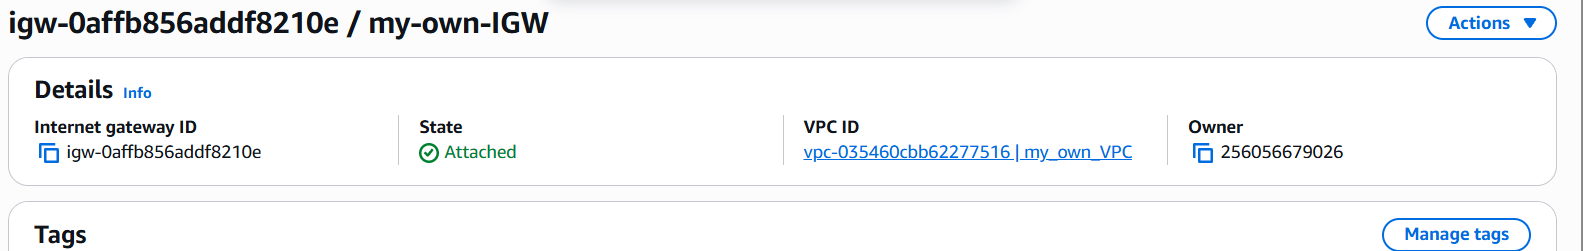 igw-0affb856addf8210e / my-own-IGW
Actions
Details Info
Internet gateway ID
igw-0affb856addf8210e
State
Attached
VPC ID
vpc-035460cbb62277516 | my_own_VPC
Owner
256056679026
Tags
Manage tags